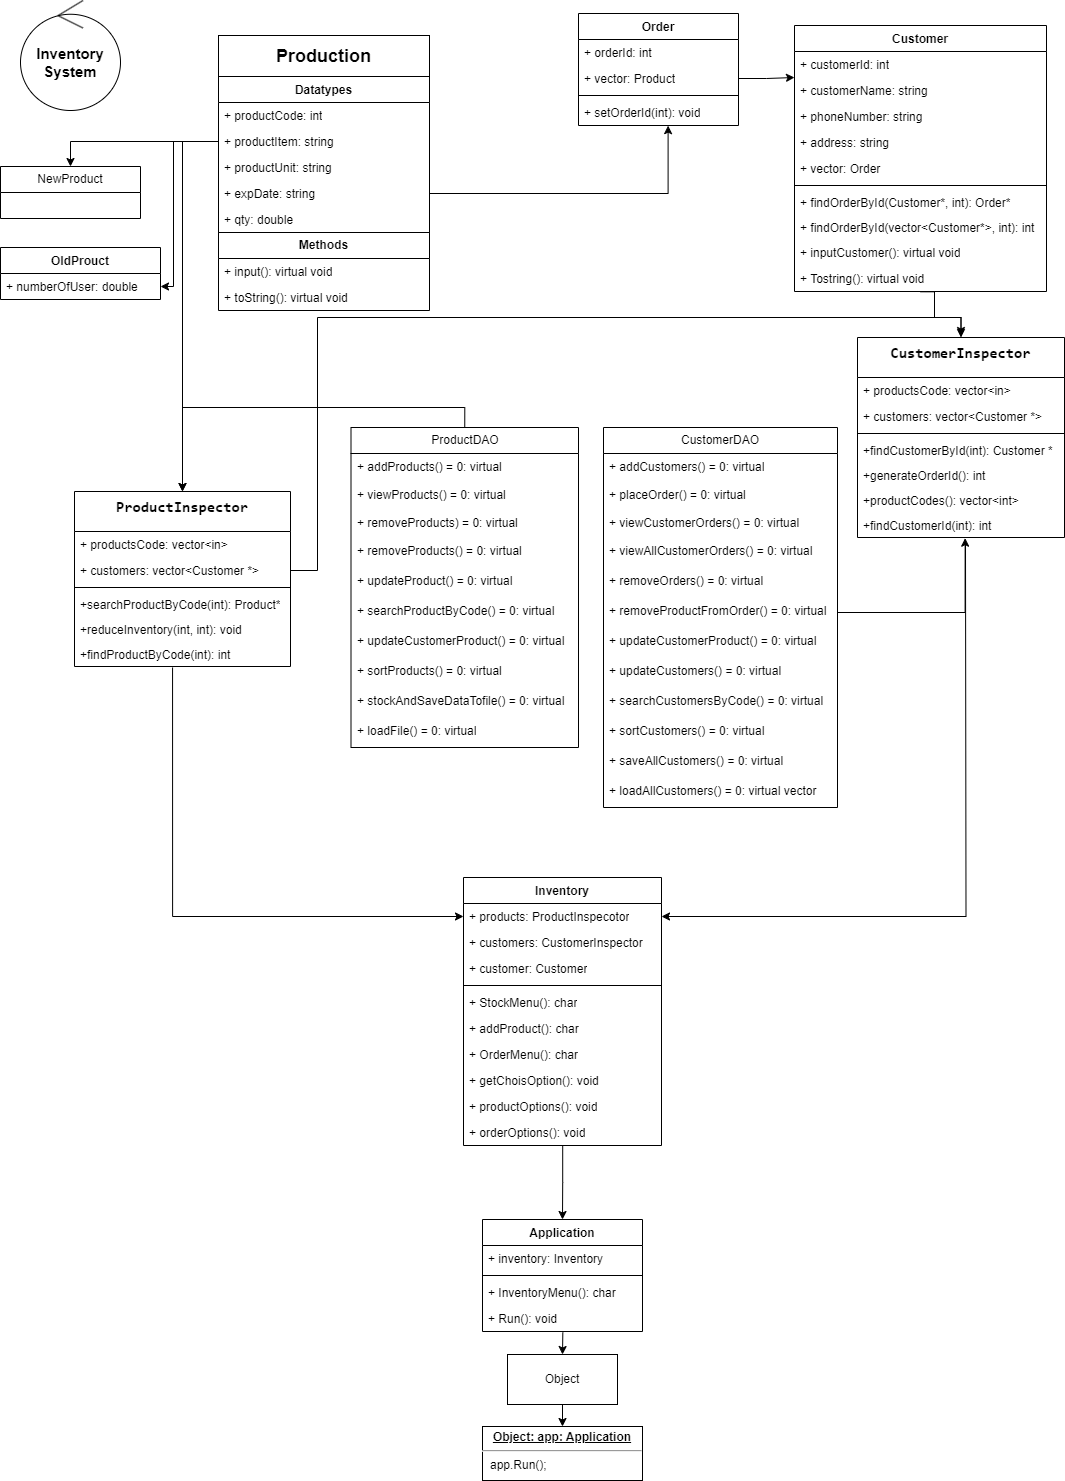 Inventory
System
Production
Datatypes
+ productCode: int
+ productItem: string
+ productUnit: string
+ expDate: string
+ qty: double
Methods
+ input(): virtual void
+ toString(): virtual void
Order
+ orderId: int
+ vector: Product
+ setOrderId(int): void
Customer
+ customerId: int
+ customerName: string
+ phoneNumber: string
+ address: string
+ vector: Order
+ findOrderById(Customer*, int): Order*
+ findOrderById(vector<Customer*>, int): int
+ inputCustomer(): virtual void
+ Tostring(): virtual void
NewProduct
OldProuct
+ numberOfUser: double
CustomerInspector
+ productsCode: vector<in>
+ customers: vector<Customer *>
+findCustomerById(int): Customer *
+generateOrderId(): int
+productCodes(): vector<int>
+findCustomerId(int): int
ProductInspector
+ productsCode: vector<in>
+ customers: vector<Customer *>
+searchProductByCode(int): Product*
+reduceInventory(int, int): void
+findProductByCode(int): int
ProductDAO
+ addProducts() = 0: virtual
+ viewProducts() = 0: virtual
+ removeProducts) = 0: virtual
+ removeProducts() = 0: virtual
+ updateProduct() = 0: virtual
+ searchProductByCode() = 0: virtual
+ updateCustomerProduct() = 0: virtual
+ sortProducts() = 0: virtual
+ stockAndSaveDataTofile() = 0: virtual
+ loadFile() = 0: virtual
CustomerDAO
+ addCustomers() = 0: virtual
+ placeOrder() = 0: virtual
+ viewCustomerOrders() = 0: virtual
+ viewAllCustomerOrders() = 0: virtual
+ removeOrders() = 0: virtual
+ removeProductFromOrder() = 0: virtual
+ updateCustomerProduct() = 0: virtual
+ updateCustomers() = 0: virtual
+ searchCustomersByCode() = 0: virtual
+ sortCustomers() = 0: virtual
+ saveAllCustomers() = 0: virtual
+ loadAllCustomers() = 0: virtual vector
Inventory
+ products: ProductInspecotor
+ customers: CustomerInspector
+ customer: Customer
+ StockMenu(): char
+ addProduct(): char
+ OrderMenu(): char
+ getChoisOption(): void
+ productOptions(): void
+ orderOptions(): void
Application
+ inventory: Inventory
+ InventoryMenu(): char
+ Run(): void
Object
Object: app: Application
app.Run();